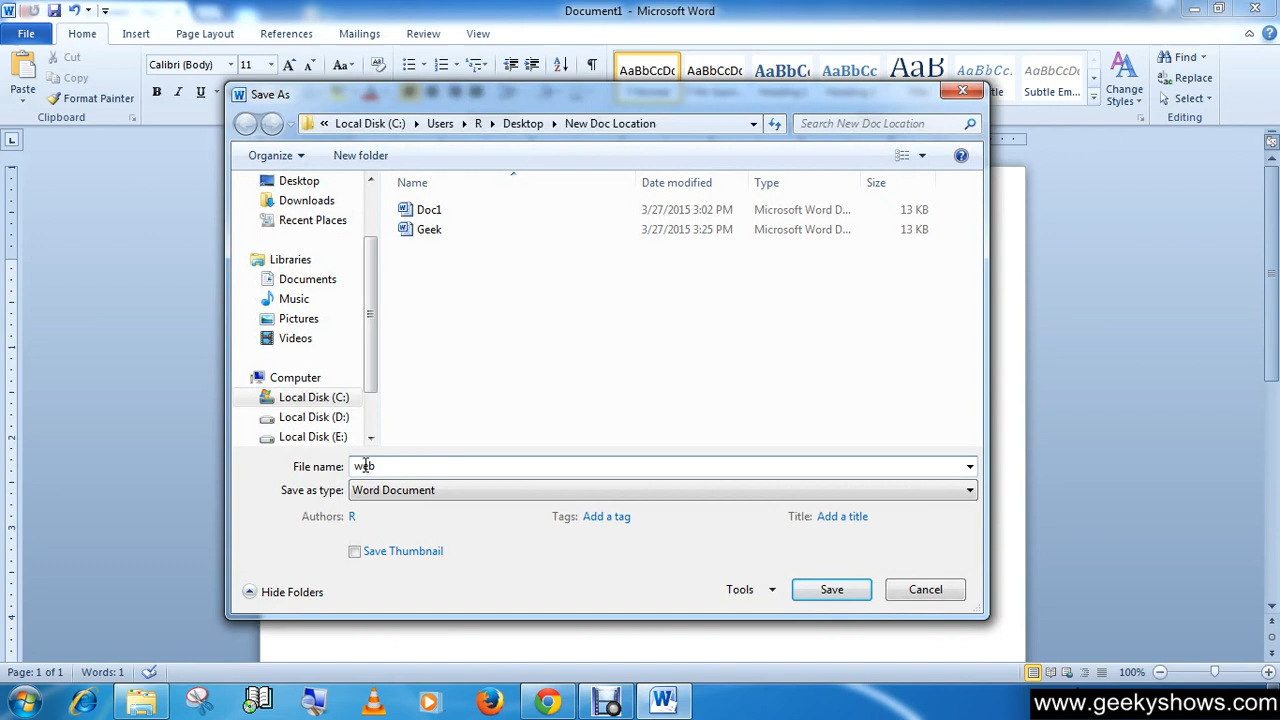 Document1 - Microsoft Word
File Home Insert Page Layout References Mailings Review View
Cut
Copy
Format Painter
Paste
Clipboard
Calibri (Body) 11
B I U
AaBbCcDc AaBbCcDc AaBbC AaBbCc AaB AaBbCc. AaBbCcDc
Subtle Em...
Change
Styles
Find
Replace
Select
Editing
Save As
« Local Disk (C:) Users R Desktop New Doc Location
Search New Doc Location
Organize New folder
Name Date modified Type Size
Doc1 3/27/2015 3:02 PM Microsoft Word D... 13 KB
Geek 3/27/2015 3:25 PM Microsoft Word D... 13 KB
Desktop
Downloads
Recent Places
Libraries
Documents
Music
Pictures
Videos
Computer
Local Disk (C:)
Local Disk (D:)
Local Disk (E:)
File name: web
Save as type: Word Document
Authors: R Tags: Add a tag Title: Add a title
Save Thumbnail
Hide Folders Tools Save Cancel
Page: 1 of 1 Words: 1 100%
www.geekyshows.com